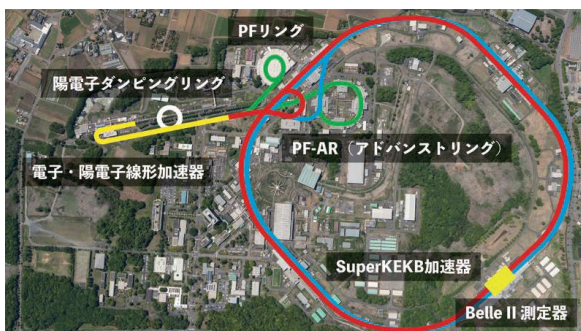 PFリング
陽電子ダンピングリング
PF-AR（アドバンストリング）
電子・陽電子線形加速器
SuperKEKB加速器
Belle II 測定器